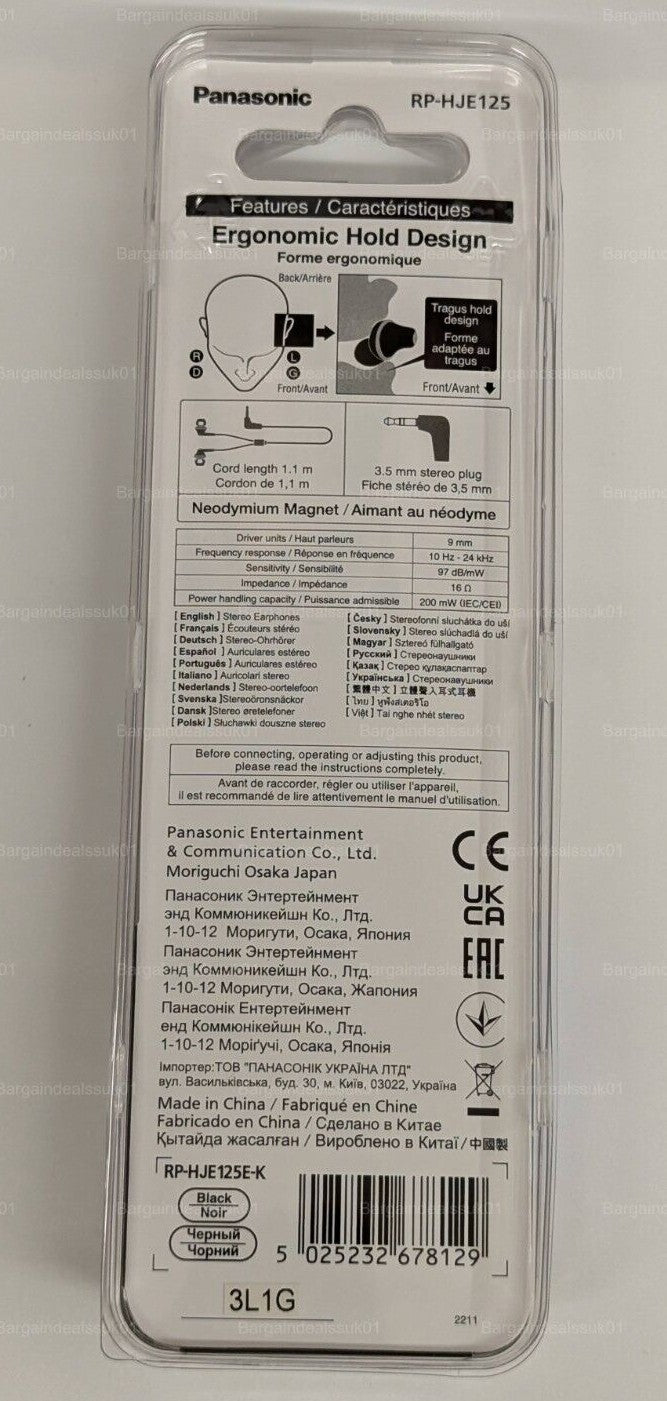 Panasonic
RP-HJE125
Features / Caractéristiques
Ergonomic Hold Design
Forme ergonomique
Back/Arrière
Tragus hold
design
Forme
adaptée au
tragus
R
D
L
G
Front/Avant
Front/Avant
Cord length 1.1 m
Cordon de 1,1 m
3.5 mm stereo plug
Fiche stéréo de 3,5 mm
Neodymium Magnet / Aimant au néodyme
Driver units / Haut parleurs 9 mm
Frequency response / Réponse en fréquence 10 Hz - 24 kHz
Sensitivity / Sensibilité 97 dB/mW
Impedance / Impédance 16 Ω
Power handling capacity / Puissance admissible 200 mW (IEC/CEI)
[ English ] Stereo Earphones
[ Français ] Écouteurs stéréo
[ Deutsch ] Stereo-Ohrhörer
[ Español ] Auriculares estéreo
[ Português ] Auriculares estéreo
[ Italiano ] Auricolari stereo
[ Nederlands ] Stereo-oortelefoon
[ Svenska ]Stereoöronsnäckor
[ Dansk ]Stereo øretelefoner
[ Polski ] Słuchawki douszne stereo
[ Česky ] Stereofonní sluchátka do uší
[ Slovensky ] Stereo slúchadlá do uší
[ Magyar ] Sztereó fülhallgató
[ Русский ] Стереонаушники
[ Қазақ ] Стерео құлақаспаптар
[ Українська ] Стереонавушники
[ 繁體中文 ] 立體聲入耳式耳機
[ ไทย ] หูฟังสเตอริโอ
[ Việt ] Tai nghe nhét stereo
Before connecting, operating or adjusting this product,
please read the instructions completely.
Avant de raccorder, régler ou utiliser l'appareil,
il est recommandé de lire attentivement le manuel d'utilisation.
Panasonic Entertainment
& Communication Co., Ltd.
Moriguchi Osaka Japan
Панасоник Энтертейнмент
энд Коммюникейшн Ко., Лтд.
1-10-12 Моригути, Осака, Япония
Панасоник Энтертейнмент
энд Коммюникейшн Ко., Лтд.
1-10-12 Моригути, Осака, Жапония
Панасонік Ентертейнмент
енд Коммюнікейшн Ко., Лтд.
1-10-12 Моріґучі, Осака, Японія
CE
UK
CA
EAC
Імпортер:ТОВ "ПАНАСОНІК УКРАЇНА ЛТД"
вул. Васильківська, буд. 30, м. Київ, 03022, Україна
Made in China / Fabriqué en Chine
Fabricado en China / Сделано в Китае
Қытайда жасалған / Вироблено в Китаї / 中國製
RP-HJE125E-K
Black
Noir
Черный
Чорний
5 025232 678129
3L1G
2211
Bargaindealssuk01